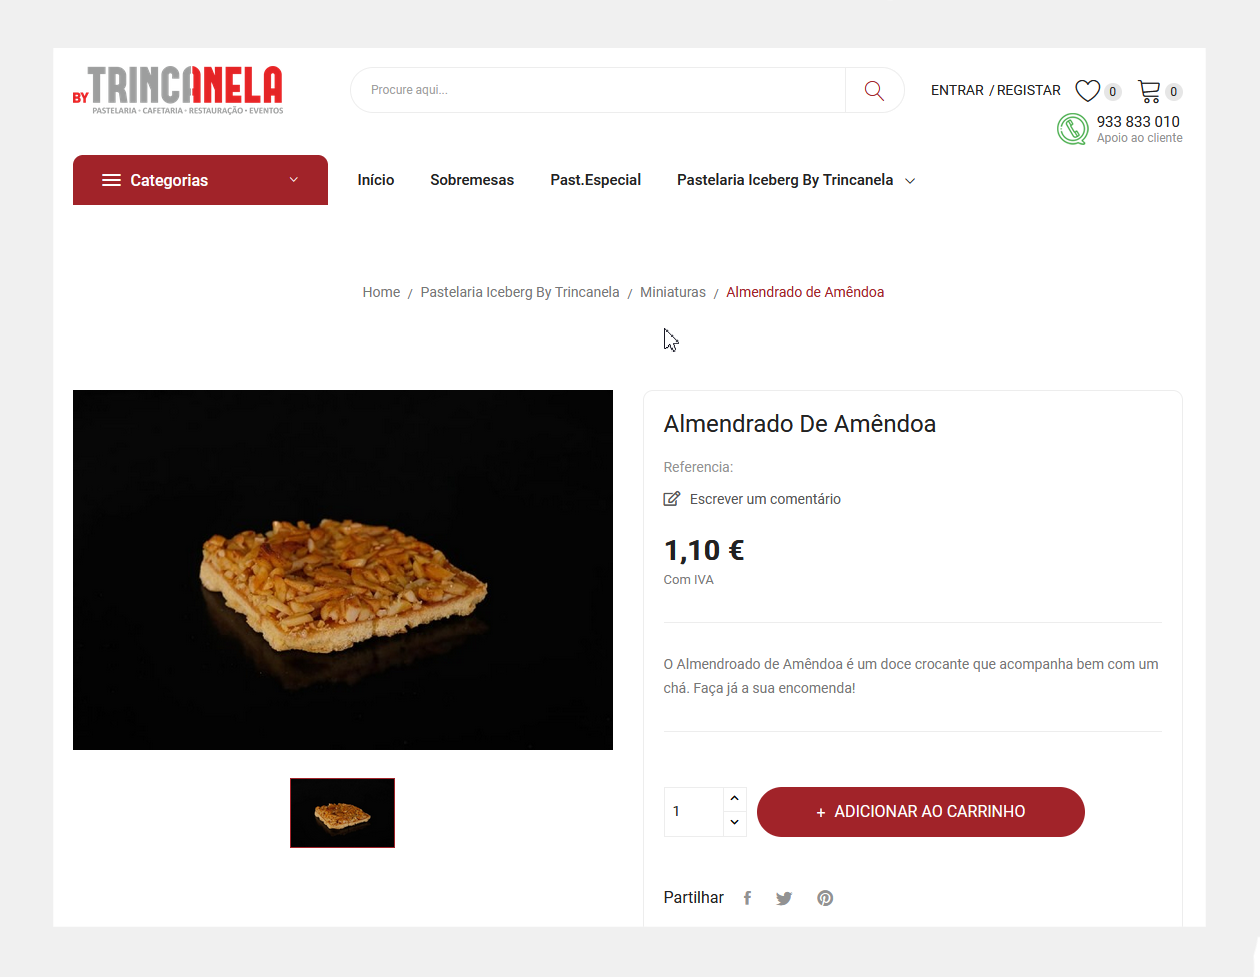 BY TRINCANELA
PASTELARIA · CAFETARIA · RESTAURAÇÃO · EVENTOS
Procure aqui...
ENTRAR / REGISTAR
0
0
933 833 010
Apoio ao cliente
Categorias
Início
Sobremesas
Past.Especial
Pastelaria Iceberg By Trincanela
Home / Pastelaria Iceberg By Trincanela / Miniaturas / Almendrado de Amêndoa
Almendrado De Amêndoa
Referencia:
Escrever um comentário
1,10 €
Com IVA
O Almendroado de Amêndoa é um doce crocante que acompanha bem com um
chá. Faça já a sua encomenda!
1
+ ADICIONAR AO CARRINHO
Partilhar